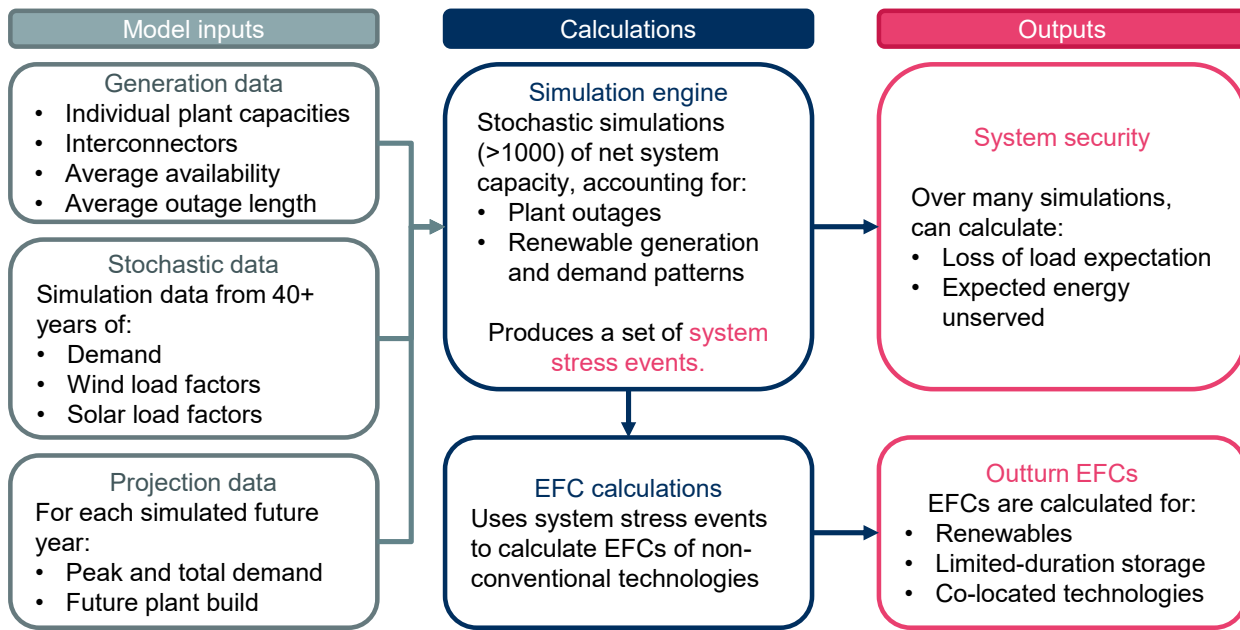 Model inputs
Generation data
• Individual plant capacities
• Interconnectors
• Average availability
• Average outage length
Stochastic data
Simulation data from 40+
years of:
• Demand
• Wind load factors
• Solar load factors
Projection data
For each simulated future
year:
• Peak and total demand
• Future plant build
Calculations
Simulation engine
Stochastic simulations
(>1000) of net system
capacity, accounting for:
• Plant outages
• Renewable generation
and demand patterns
Produces a set of system
stress events.
EFC calculations
Uses system stress events
to calculate EFCs of non-
conventional technologies
Outputs
System security
Over many simulations,
can calculate:
• Loss of load expectation
• Expected energy
unserved
Outturn EFCs
EFCs are calculated for:
• Renewables
• Limited-duration storage
• Co-located technologies